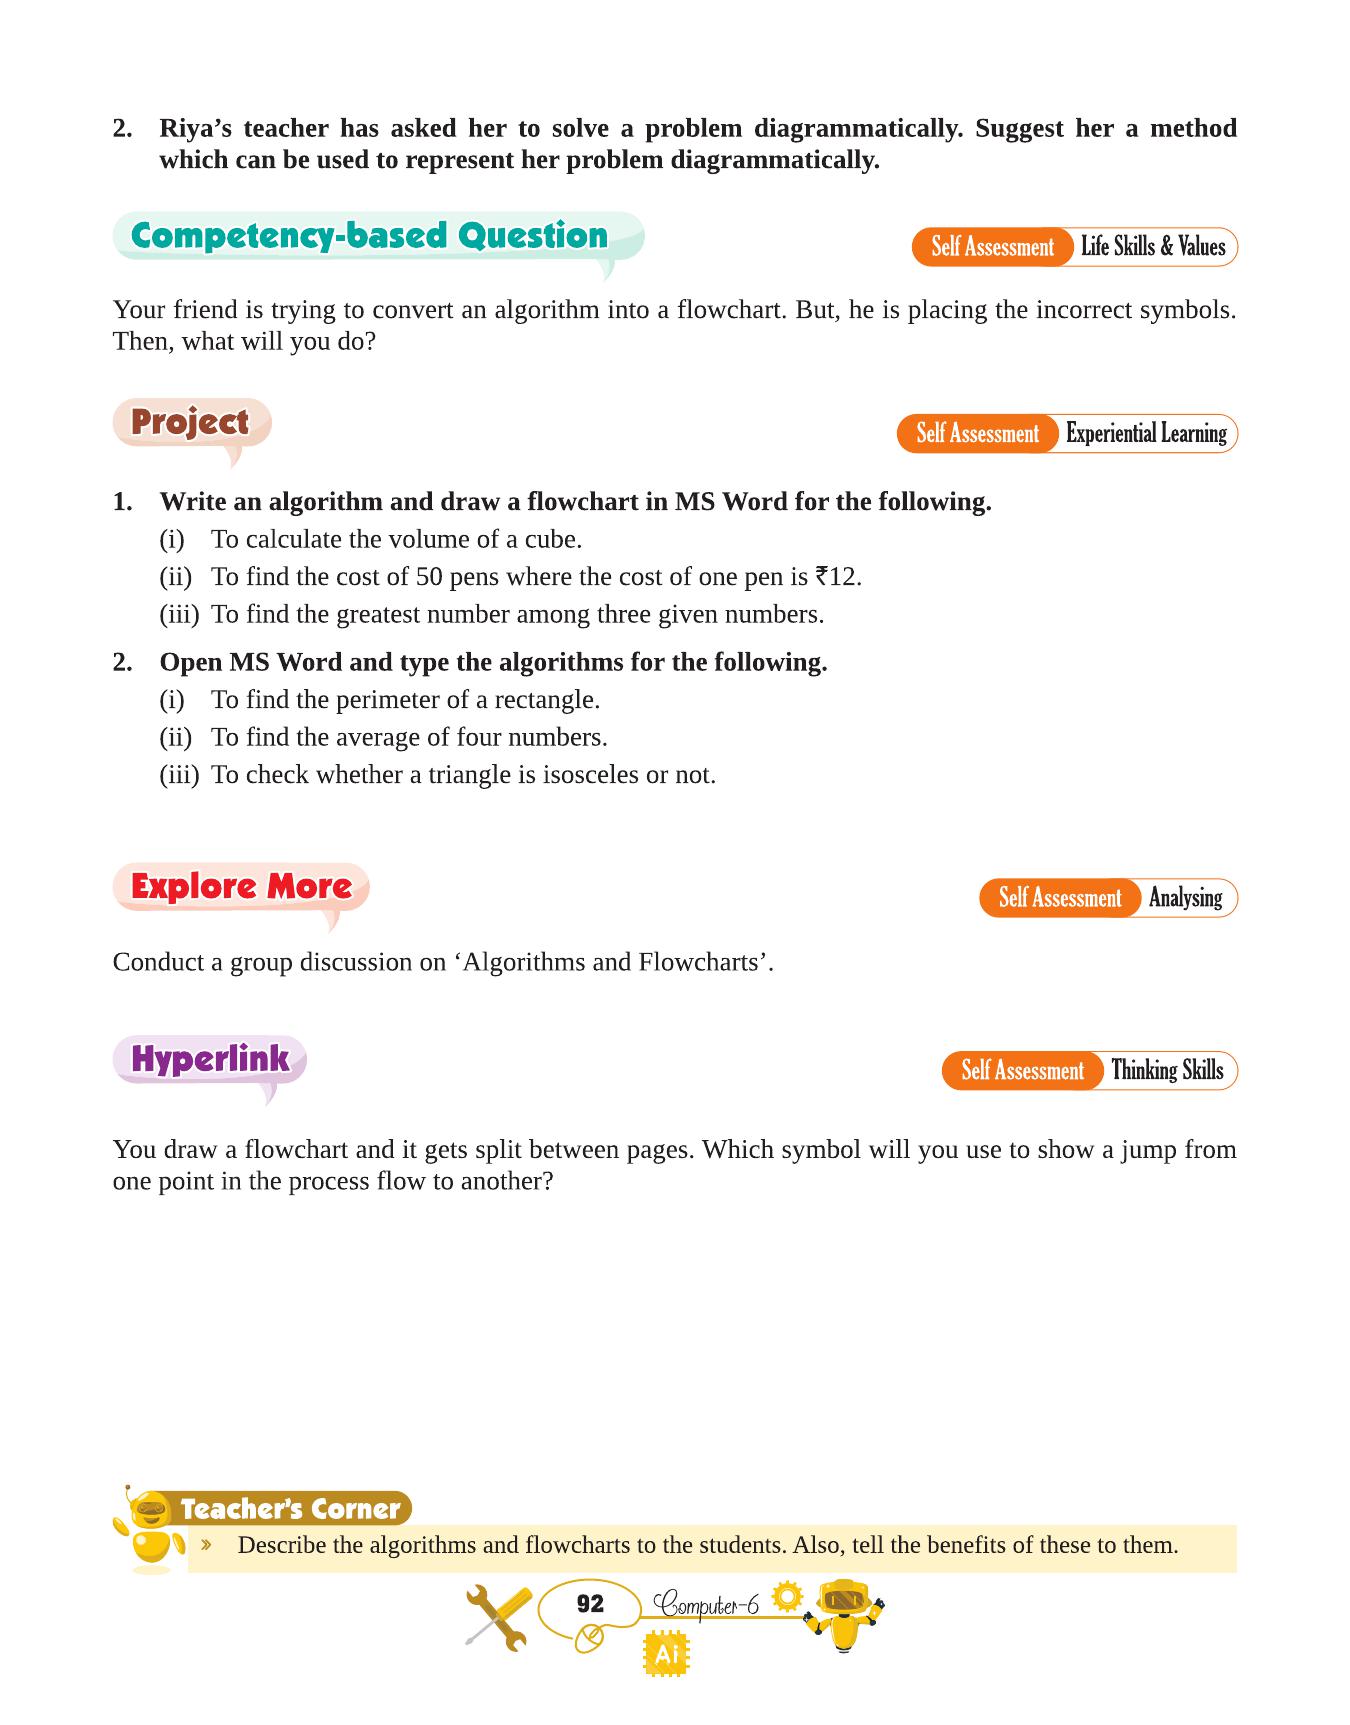 2. Riya’s teacher has asked her to solve a problem diagrammatically. Suggest her a method
which can be used to represent her problem diagrammatically.
Competency-based Question
Self Assessment Life Skills & Values
Your friend is trying to convert an algorithm into a flowchart. But, he is placing the incorrect symbols.
Then, what will you do?
Project
Self Assessment Experiential Learning
1. Write an algorithm and draw a flowchart in MS Word for the following.
(i) To calculate the volume of a cube.
(ii) To find the cost of 50 pens where the cost of one pen is ₹12.
(iii) To find the greatest number among three given numbers.
2. Open MS Word and type the algorithms for the following.
(i) To find the perimeter of a rectangle.
(ii) To find the average of four numbers.
(iii) To check whether a triangle is isosceles or not.
Explore More
Self Assessment Analysing
Conduct a group discussion on ‘Algorithms and Flowcharts’.
Hyperlink
Self Assessment Thinking Skills
You draw a flowchart and it gets split between pages. Which symbol will you use to show a jump from
one point in the process flow to another?
Teacher’s Corner
» Describe the algorithms and flowcharts to the students. Also, tell the benefits of these to them.
92 Computer-6
Ai